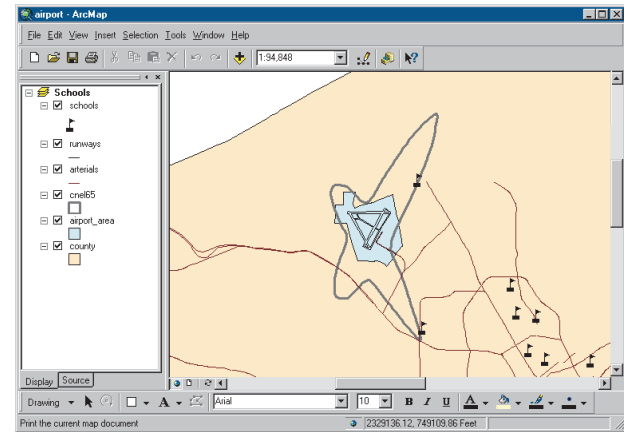 airport - ArcMap
File Edit View Insert Selection Tools Window Help
1:94,848
Schools
schools
runways
arterials
cnel65
airport_area
county
Display Source
Drawing A Arial 10 B I U A
Print the current map document 2329136.12, 749109.86 Feet